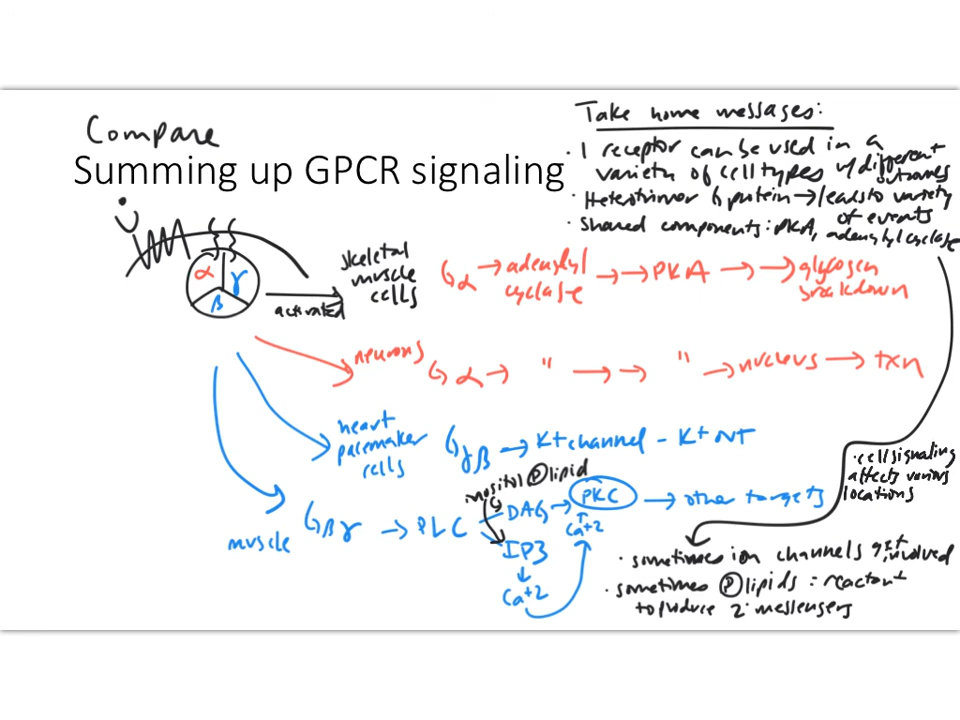 Compare
Summing up GPCR signaling
Take home messages:
· 1 receptor can be used in a
variety of cell types w/ different
outcomes
· Heterotrimer G protein → leads to variety
of events
· Shared components: PKA, adenylyl cyclase
α γ
β
activated
skeletal
muscle
cells
Gα → adenylyl
cyclase → → PKA → → glycogen
breakdown
neurons
Gα → " → → " → nucleus → txn
heart
pacemaker
cells
Gγβ → K+ channel - K+ NT
muscle
Gβγ → PLC
inositol P lipid
DAG → PKC → other targets
Ca+2
IP3
↓
Ca+2
· cell signaling
affects various
locations
· sometimes ion channels get involved
· sometimes P lipids = reactant
to produce 2° messengers